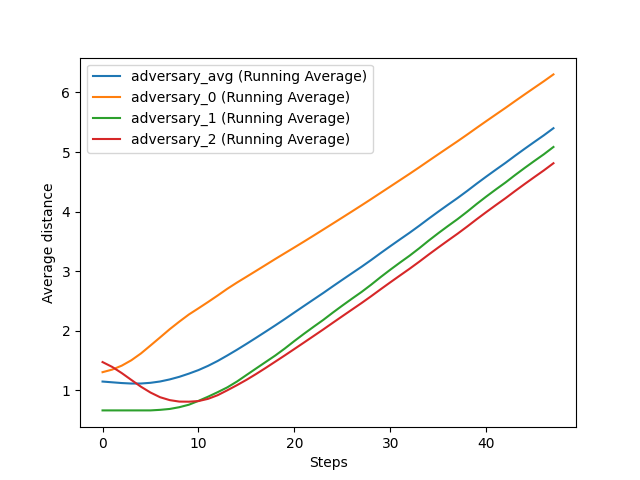 adversary_avg (Running Average)
adversary_0 (Running Average)
adversary_1 (Running Average)
adversary_2 (Running Average)
Average distance
6
5
4
3
2
1
0
10
20
30
40
Steps